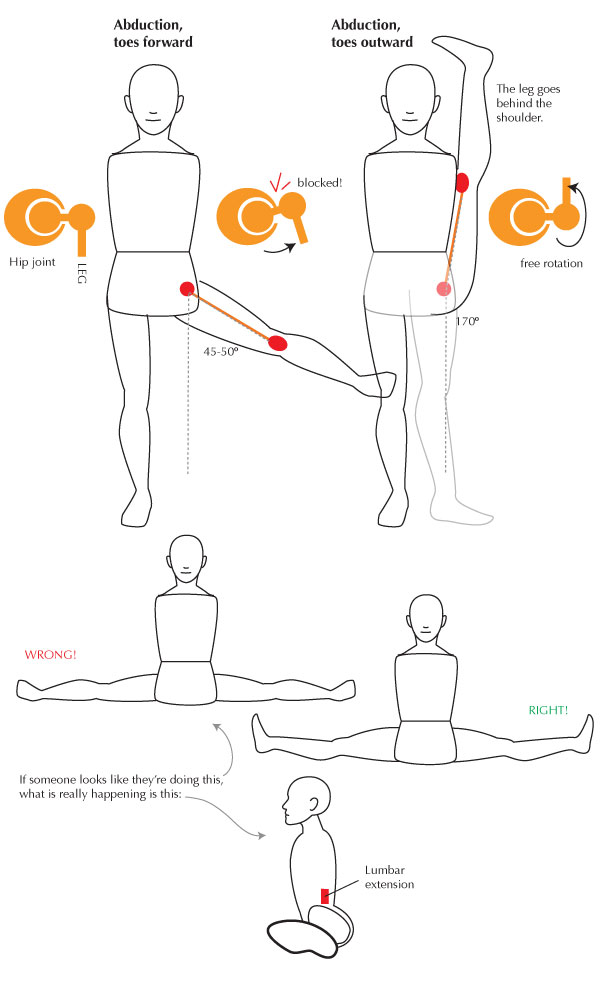 Abduction,
toes forward
Abduction,
toes outward
The leg goes
behind the
shoulder.
blocked!
Hip joint
LEG
free rotation
170º
45-50º
WRONG!
RIGHT!
If someone looks like they’re doing this,
what is really happening is this:
Lumbar
extension